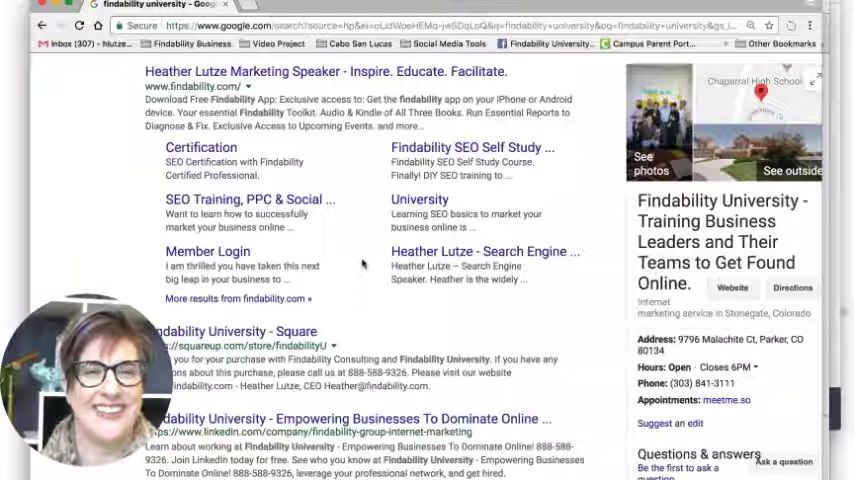 findability university - Goo
Secure
https://www.google.com/search?source=hp&ei=
Inbox (307) - hlutze...
Findability Business
Video Project
Cabo San Lucas
Social Media Tools
Findability University...
Campus Parent Port...
Other Bookmarks
Heather Lutze Marketing Speaker - Inspire. Educate. Facilitate.
www.findability.com/
Download Free Findability App: Exclusive access to: Get the findability app on your iPhone or Android
device. Your essential Findability Toolkit. Audio & Kindle of All Three Books. Run Essential Reports to
Diagnose & Fix. Exclusive Access to Upcoming Events. and more...
Certification
SEO Certification with Findability
Certified Professional.
Findability SEO Self Study ...
Findability SEO Self Study Course.
Finally! DIY SEO training to ...
SEO Training, PPC & Social ...
Want to learn how to successfully
market your business online ...
University
Learning SEO basics to market your
business online is ...
Member Login
I am thrilled you have taken this next
big leap in your business to ...
Heather Lutze - Search Engine ...
Heather Lutze – Search Engine
Speaker. Heather is the widely ...
More results from findability.com »
ndability University - Square
s://squareup.com/store/findabilityU
you for your purchase with Findability Consulting and Findability University. If you have any
ons about this purchase, please call us at 888-588-9326. Please visit our website
ndability.com - Heather Lutze, CEO Heather@findability.com.
dability University - Empowering Businesses To Dominate Online ...
s://www.linkedin.com/company/findability-group-internet-marketing
Learn about working at Findability University - Empowering Businesses To Dominate Online! 888-588-
9326. Join LinkedIn today for free. See who you know at Findability University - Empowering Businesses
To Dominate Online! 888-588-9326, leverage your professional network, and get hired.
Chaparral High School
See
photos
See outside
Findability University -
Training Business
Leaders and Their
Teams to Get Found
Online.
Website
Directions
Internet
marketing service in Stonegate, Colorado
Address: 9796 Malachite Ct, Parker, CO
80134
Hours: Open · Closes 6PM
Phone: (303) 841-3111
Appointments: meetme.so
Suggest an edit
Questions & answers
Be the first to ask a
question
Ask a question